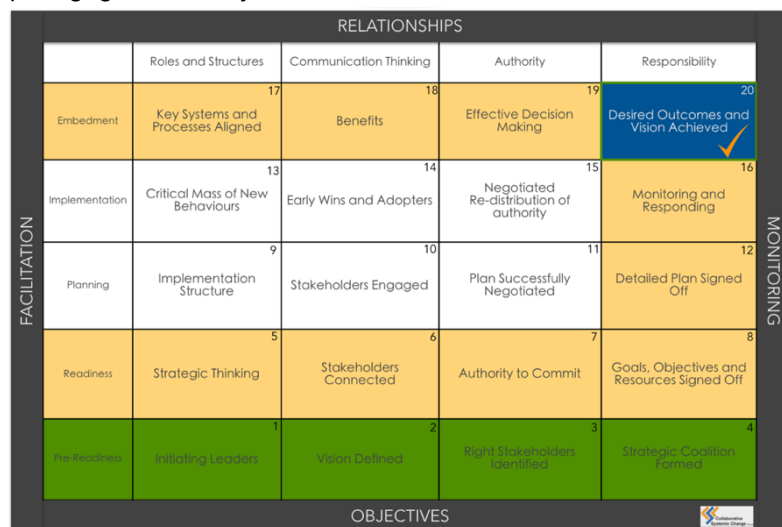 RELATIONSHIPS
Roles and Structures
Communication Thinking
Authority
Responsibility
Embedment
17
Key Systems and
Processes Aligned
18
Benefits
19
Effective Decision
Making
20
Desired Outcomes and
Vision Achieved
Implementation
13
Critical Mass of New
Behaviours
14
Early Wins and Adopters
15
Negotiated
Re-distribution of
authority
16
Monitoring and
Responding
Planning
9
Implementation
Structure
10
Stakeholders Engaged
11
Plan Successfully
Negotiated
12
Detailed Plan Signed
Off
Readiness
5
Strategic Thinking
6
Stakeholders
Connected
7
Authority to Commit
8
Goals, Objectives and
Resources Signed Off
Pre-Readiness
1
Initiating Leaders
2
Vision Defined
3
Right Stakeholders
Identified
4
Strategic Coalition
Formed
FACILITATION
MONITORING
OBJECTIVES
Collaborative
Systemic Change